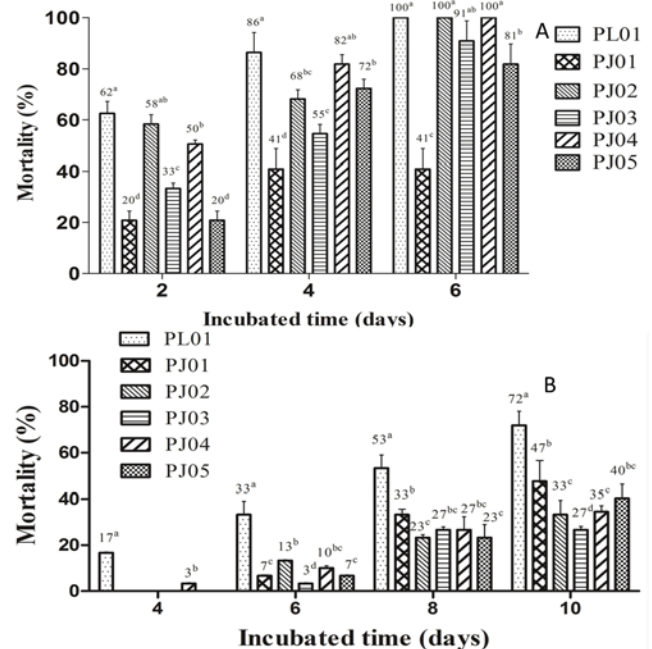 100
80
60
40
20
0
Mortality (%)
62ᵃ 20ᵈ 58ᵃᵇ 33ᶜ 50ᵇ 20ᵈ
86ᵃ 41ᵈ 68ᵇᶜ 55ᶜ 82ᵃᵇ 72ᵇ
100ᵃ 41ᶜ 100ᵃ 91ᵃᵇ 100ᵃ 81ᵇ
2 4 6
Incubated time (days)
A
PL01
PJ01
PJ02
PJ03
PJ04
PJ05
PL01
PJ01
PJ02
PJ03
PJ04
PJ05
B
100
80
60
40
20
0
Mortality (%)
17ᵃ 3ᵇ
33ᵃ 7ᶜ 13ᵇ 3ᵈ 10ᵇᶜ 7ᶜ
53ᵃ 33ᵇ 23ᶜ 27ᵇᶜ 27ᵇᶜ 23ᶜ
72ᵃ 47ᵇ 33ᶜ 27ᵈ 35ᶜ 40ᵇᶜ
4 6 8 10
Incubated time (days)